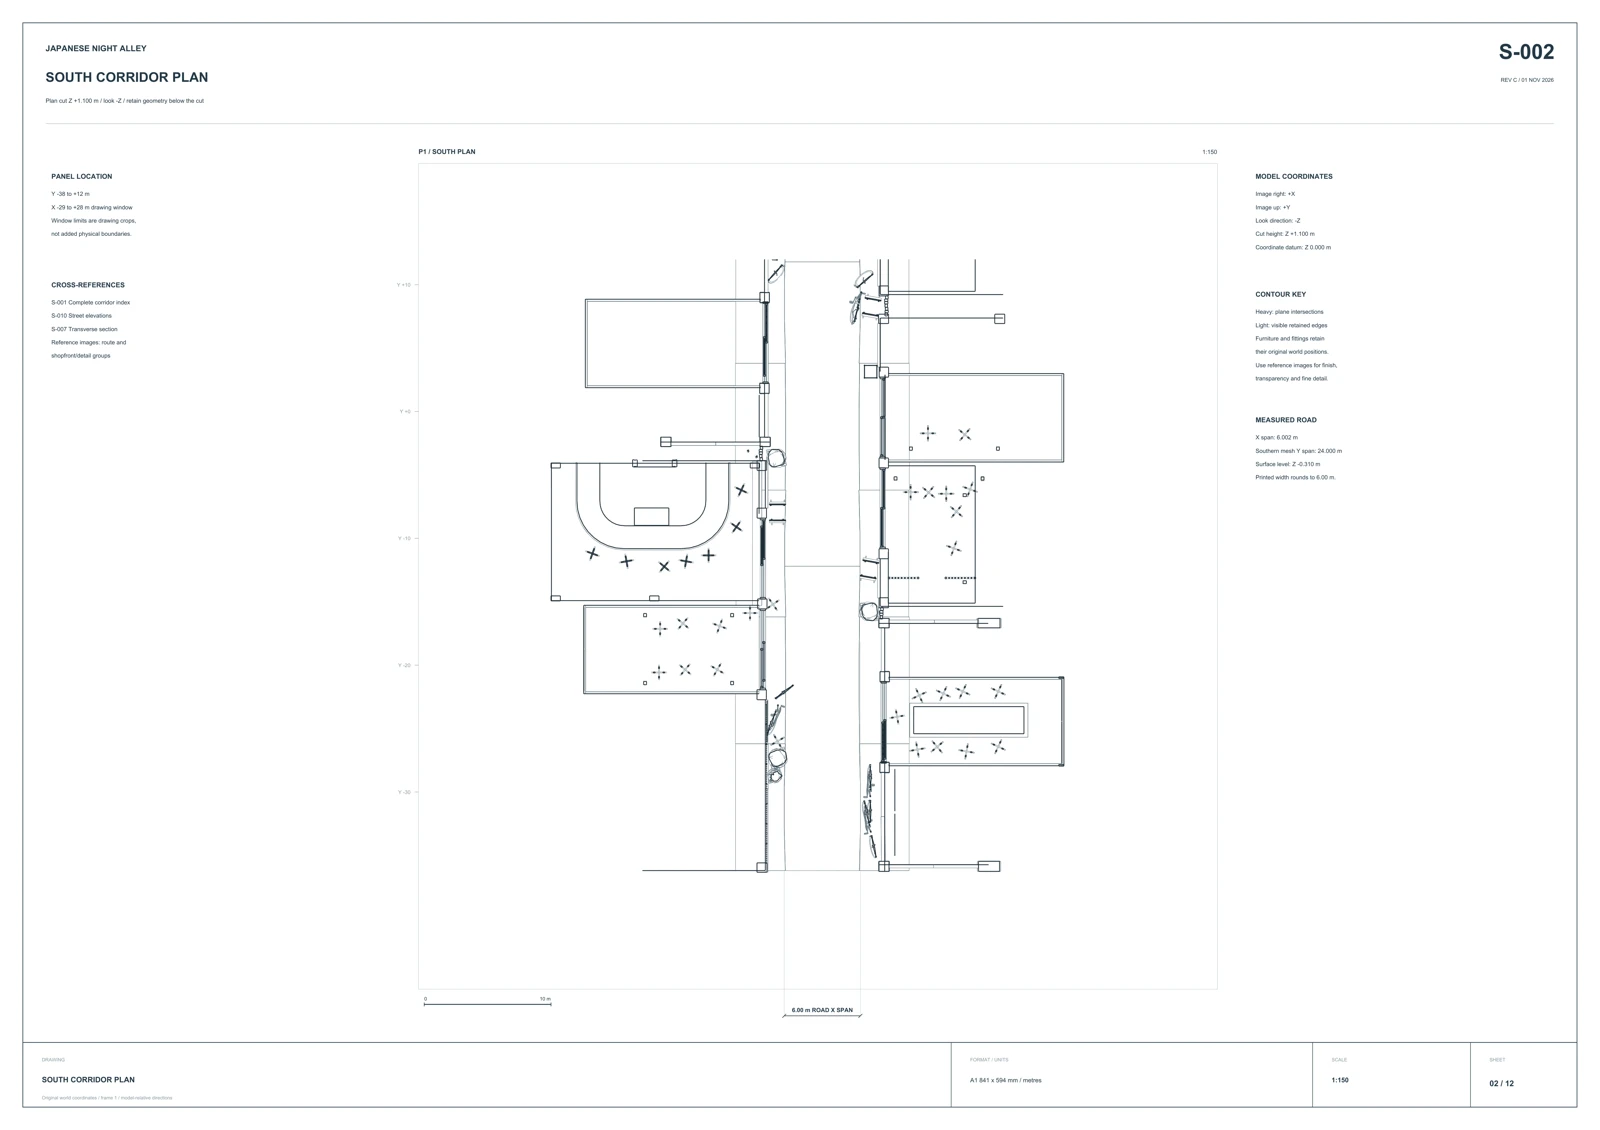 JAPANESE NIGHT ALLEY
SOUTH CORRIDOR PLAN
Plan cut Z +1.100 m / look -Z / retain geometry below the cut
S-002
REV C / 01 NOV 2026
PANEL LOCATION
Y -38 to +12 m
X -29 to +28 m drawing window
Window limits are drawing crops,
not added physical boundaries.
CROSS-REFERENCES
S-001 Complete corridor index
S-010 Street elevations
S-007 Transverse section
Reference images: route and
shopfront/detail groups
P1 / SOUTH PLAN
1:150
Y +10
Y +0
Y -10
Y -20
Y -30
0
10 m
6.00 m ROAD X SPAN
MODEL COORDINATES
Image right: +X
Image up: +Y
Look direction: -Z
Cut height: Z +1.100 m
Coordinate datum: Z 0.000 m
CONTOUR KEY
Heavy: plane intersections
Light: visible retained edges
Furniture and fittings retain
their original world positions.
Use reference images for finish,
transparency and fine detail.
MEASURED ROAD
X span: 6.002 m
Southern mesh Y span: 24.000 m
Surface level: Z -0.310 m
Printed width rounds to 6.00 m.
DRAWING
SOUTH CORRIDOR PLAN
Original world coordinates / frame 1 / model-relative directions
FORMAT / UNITS
A1 841 x 594 mm / metres
SCALE
1:150
SHEET
02 / 12